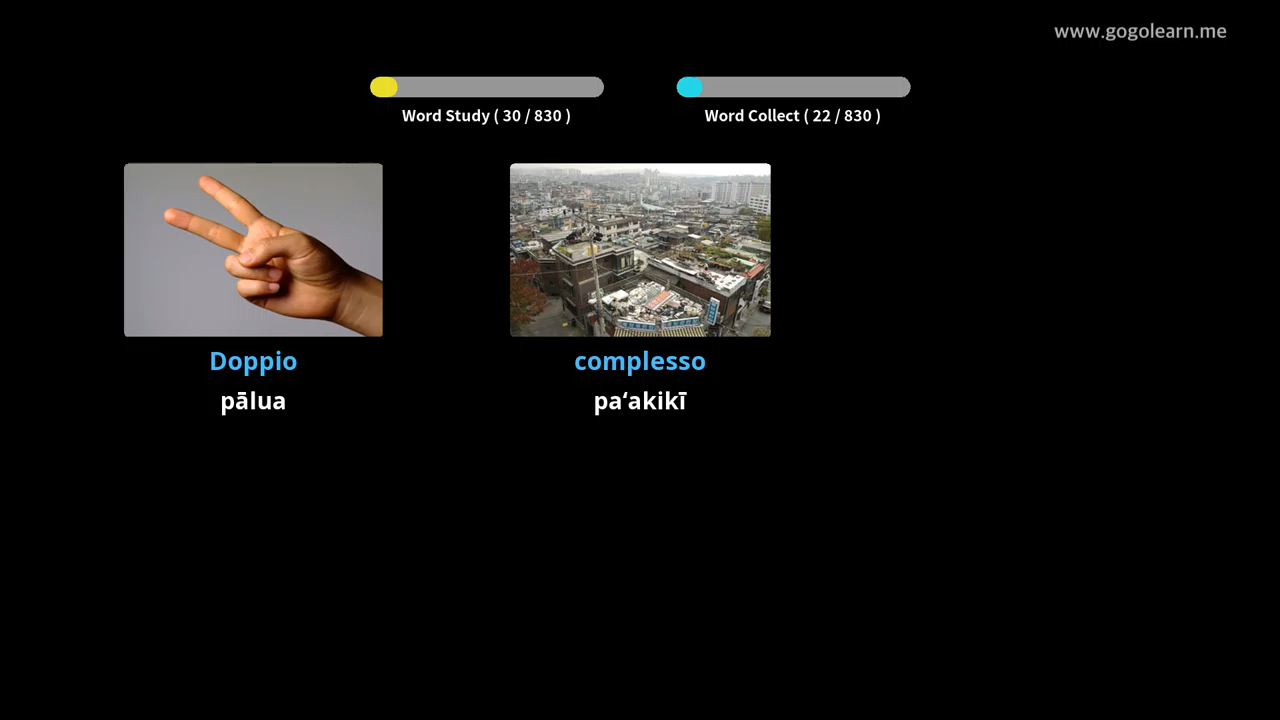 www.gogolearn.me
Word Study ( 30 / 830 )
Word Collect ( 22 / 830 )
Doppio
complesso
pālua
paʻakikī